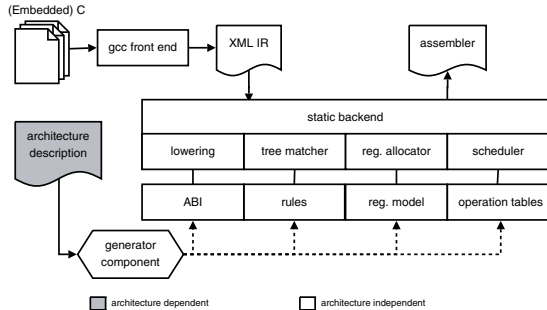 (Embedded) C
gcc front end
XML IR
assembler
static backend
architecture
description
lowering
tree matcher
reg. allocator
scheduler
ABI
rules
reg. model
operation tables
generator
component
architecture dependent
architecture independent